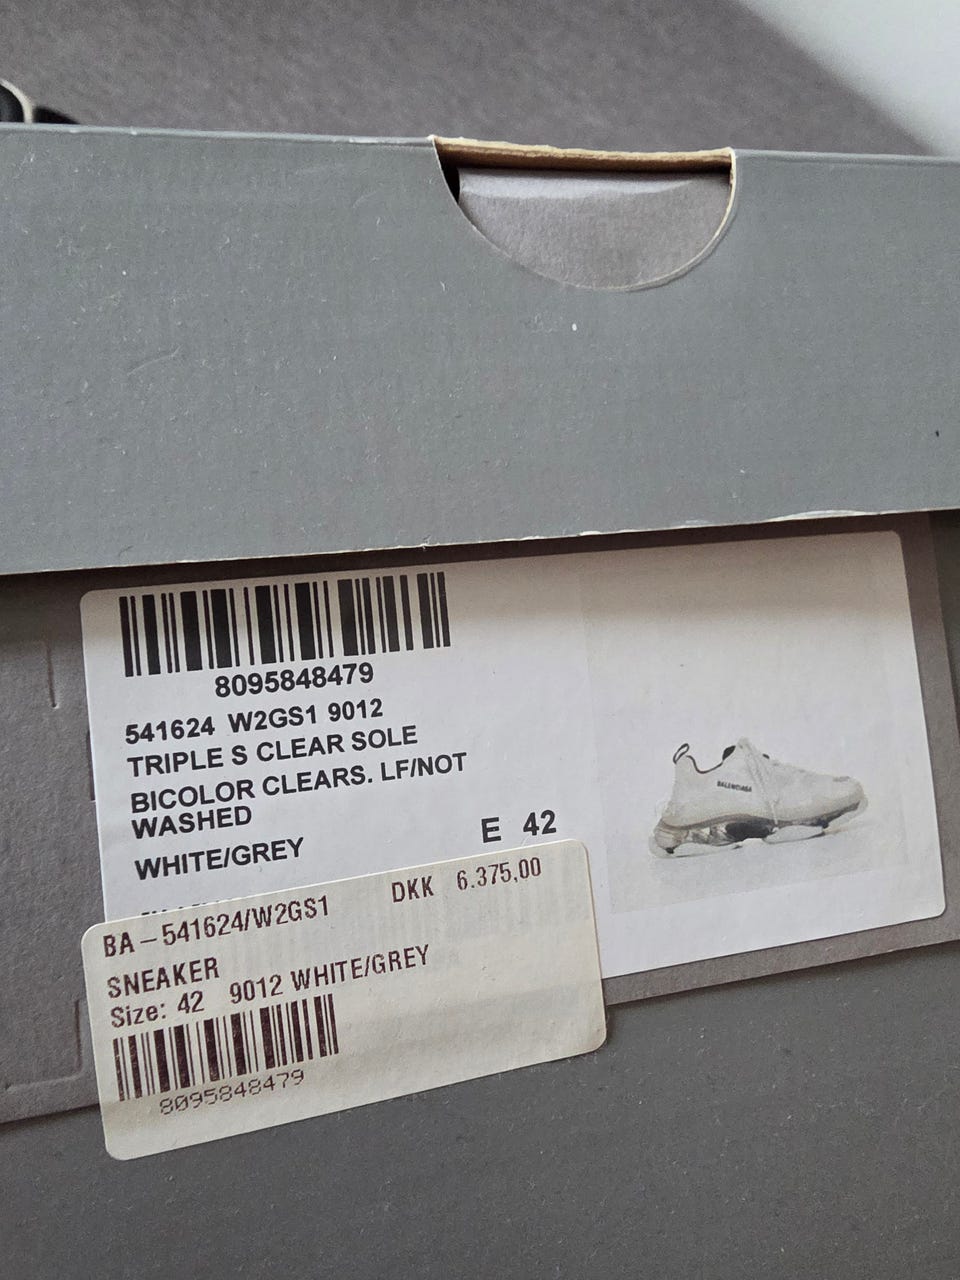 8095848479
541624 W2GS1 9012
TRIPLE S CLEAR SOLE
BICOLOR CLEARS. LF/NOT
WASHED
E 42
WHITE/GREY
BALENCIAGA
BA-541624/W2GS1 DKK 6.375,00
SNEAKER
Size: 42 9012 WHITE/GREY
8095848479